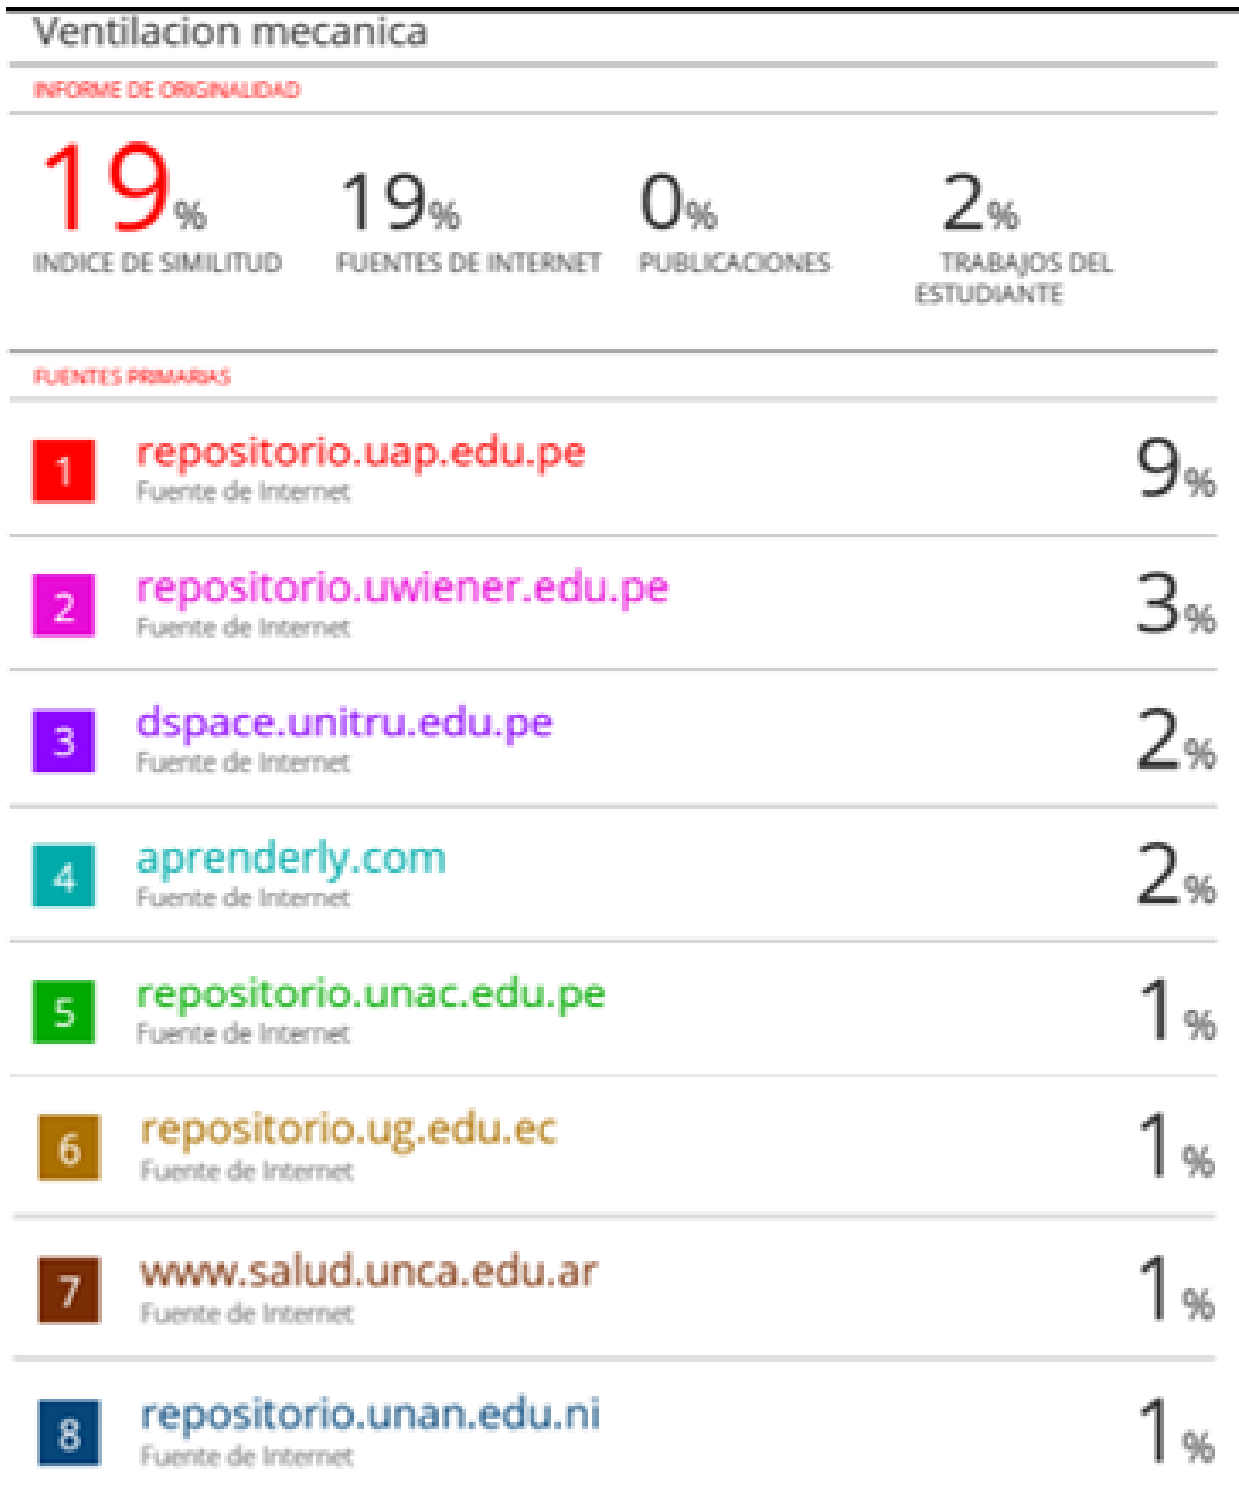 Ventilacion mecanica
INFORME DE ORIGINALIDAD
19%
19%
0%
2%
INDICE DE SIMILITUD
FUENTES DE INTERNET
PUBLICACIONES
TRABAJOS DEL
ESTUDIANTE
FUENTES PRIMARIAS
1 repositorio.uap.edu.pe 9%
Fuente de Internet
2 repositorio.uwiener.edu.pe 3%
Fuente de Internet
3 dspace.unitru.edu.pe 2%
Fuente de Internet
4 aprenderly.com 2%
Fuente de Internet
5 repositorio.unac.edu.pe 1%
Fuente de Internet
6 repositorio.ug.edu.ec 1%
Fuente de Internet
7 www.salud.unca.edu.ar 1%
Fuente de Internet
8 repositorio.unan.edu.ni 1%
Fuente de Internet